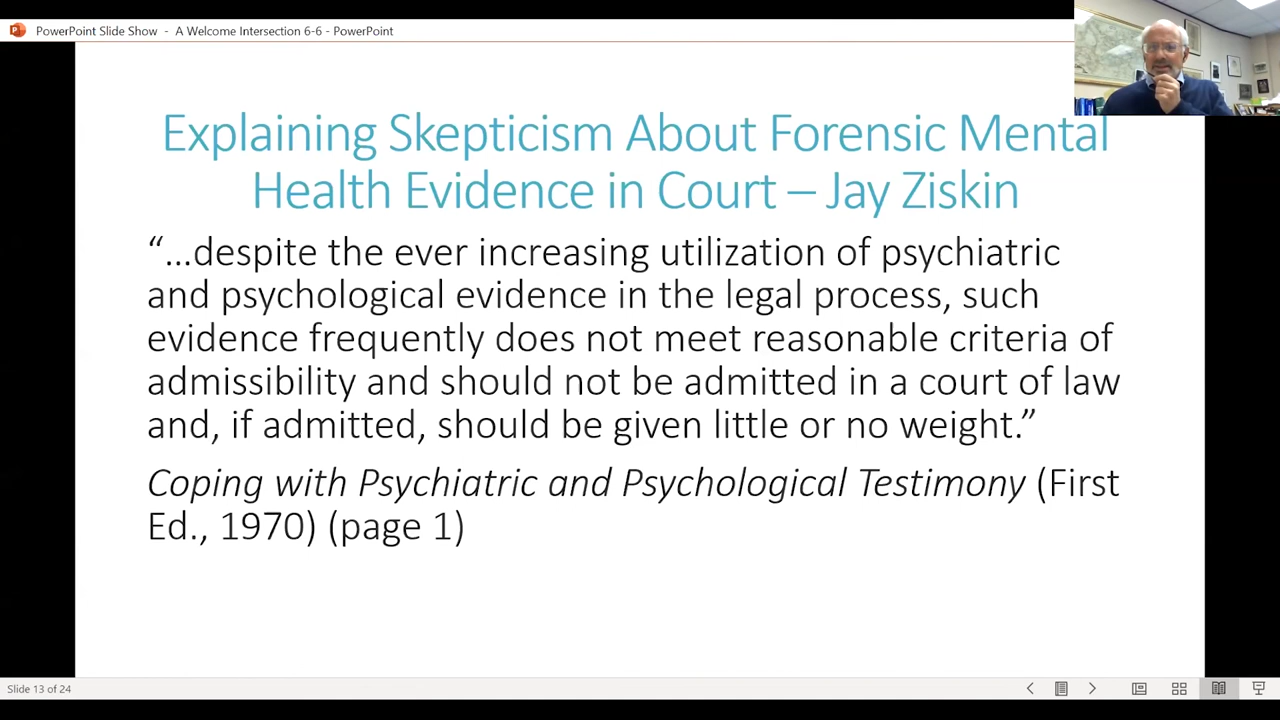 PowerPoint Slide Show - A Welcome Intersection 6-6 - PowerPoint
Explaining Skepticism About Forensic Mental
Health Evidence in Court – Jay Ziskin
“…despite the ever increasing utilization of psychiatric
and psychological evidence in the legal process, such
evidence frequently does not meet reasonable criteria of
admissibility and should not be admitted in a court of law
and, if admitted, should be given little or no weight.”
Coping with Psychiatric and Psychological Testimony (First
Ed., 1970) (page 1)
Slide 13 of 24